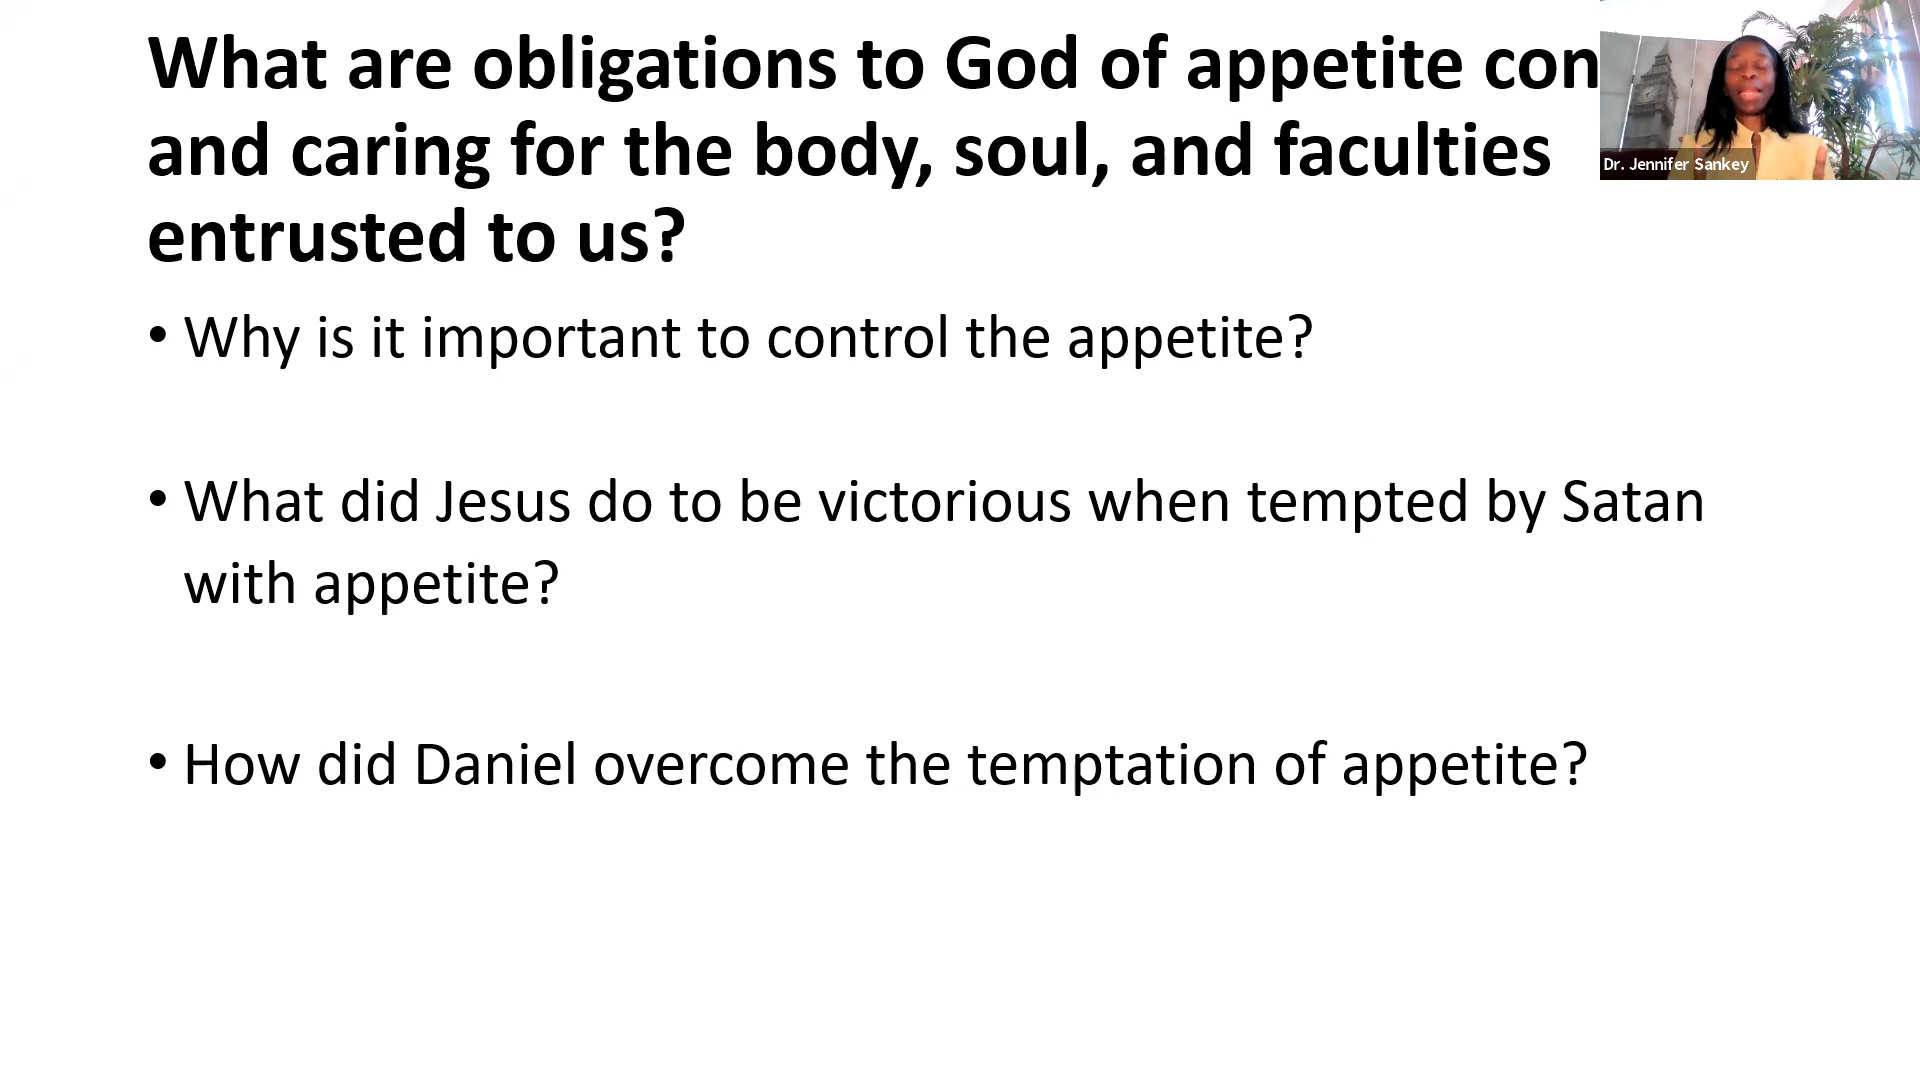 What are obligations to God of appetite con
and caring for the body, soul, and faculties
entrusted to us?
Dr. Jennifer Sankey
• Why is it important to control the appetite?
• What did Jesus do to be victorious when tempted by Satan
with appetite?
• How did Daniel overcome the temptation of appetite?